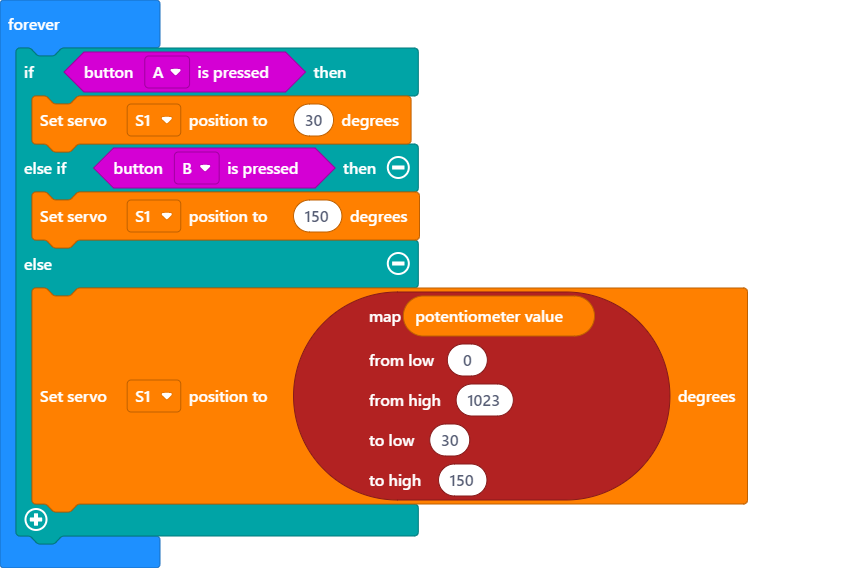 forever
if button A is pressed then
Set servo S1 position to 30 degrees
else if button B is pressed then
Set servo S1 position to 150 degrees
else
map potentiometer value
from low 0
Set servo S1 position to from high 1023 degrees
to low 30
to high 150